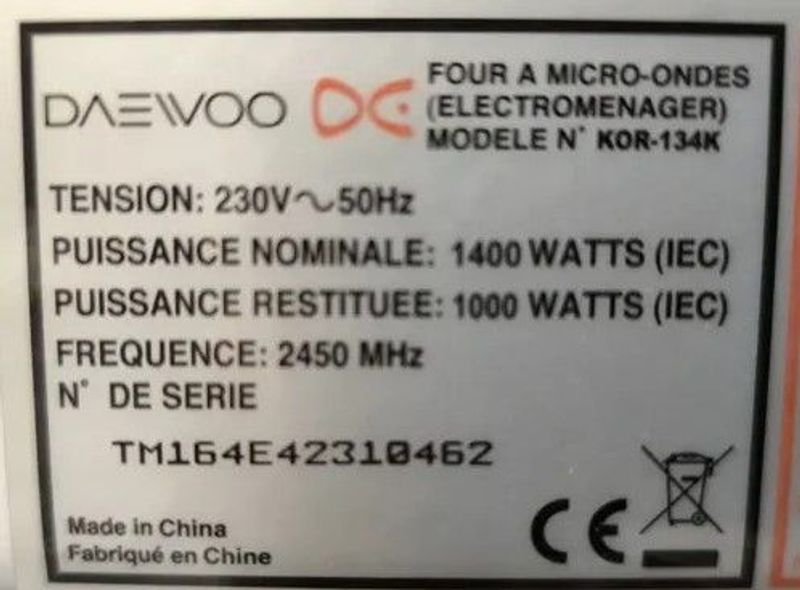 DAEWOO
FOUR A MICRO-ONDES
(ELECTROMENAGER)
MODELE N° KOR-134K
TENSION: 230V~50Hz
PUISSANCE NOMINALE: 1400 WATTS (IEC)
PUISSANCE RESTITUEE: 1000 WATTS (IEC)
FREQUENCE: 2450 MHz
N° DE SERIE
TM164E42310462
Made in China
Fabriqué en Chine
CE